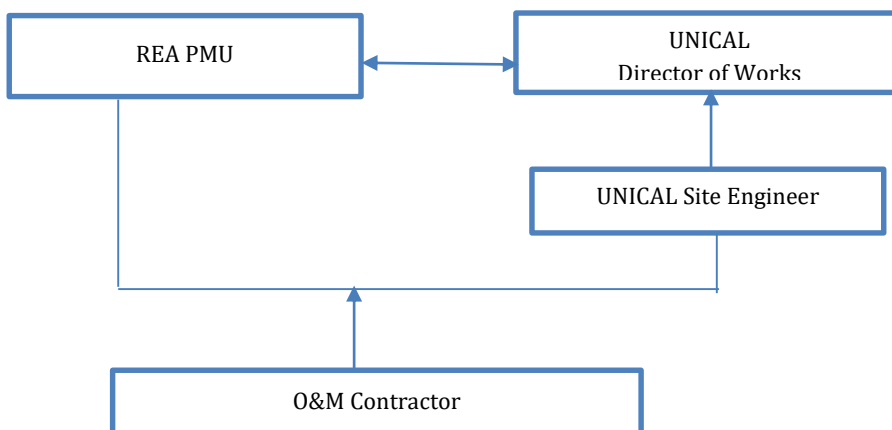 REA PMU
UNICAL
Director of Works
UNICAL Site Engineer
O&M Contractor